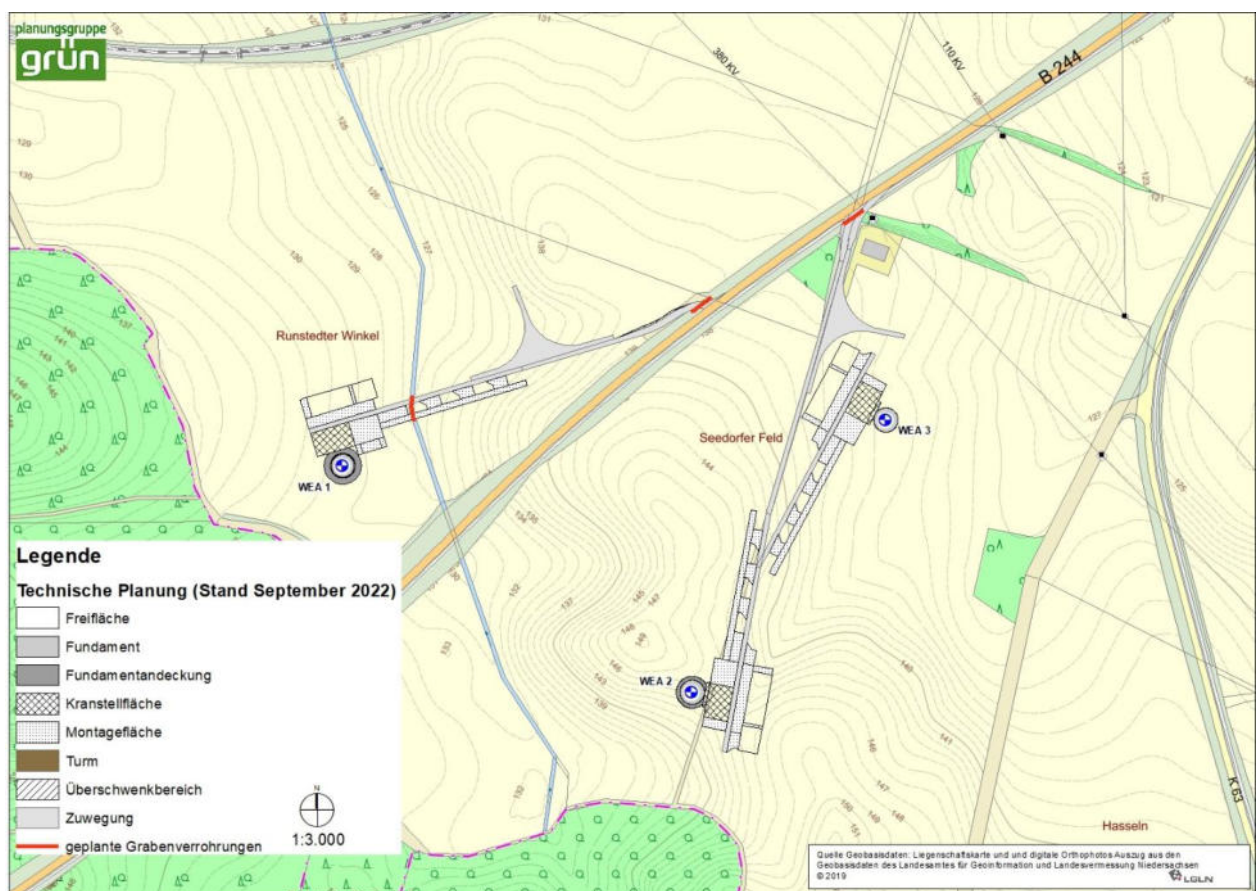 planungsgruppe
grün
380 KV
110 KV
B 244
Runstedter Winkel
Seedorfer Feld
WEA 1
WEA 3
WEA 2
Hasseln
K 63
Legende
Technische Planung (Stand September 2022)
Freifläche
Fundament
Fundamentandeckung
Kranstellfläche
Montagefläche
Turm
Überschwenkbereich
Zuwegung
geplante Grabenverrohrungen
N
1:3.000
Quelle Geobasisdaten: Liegenschaftskarte und und digitale Orthophotos Auszug aus den
Geobasisdaten des Landesamtes für Geoinformation und Landesvermessung Niedersachsen
© 2019
LGLN